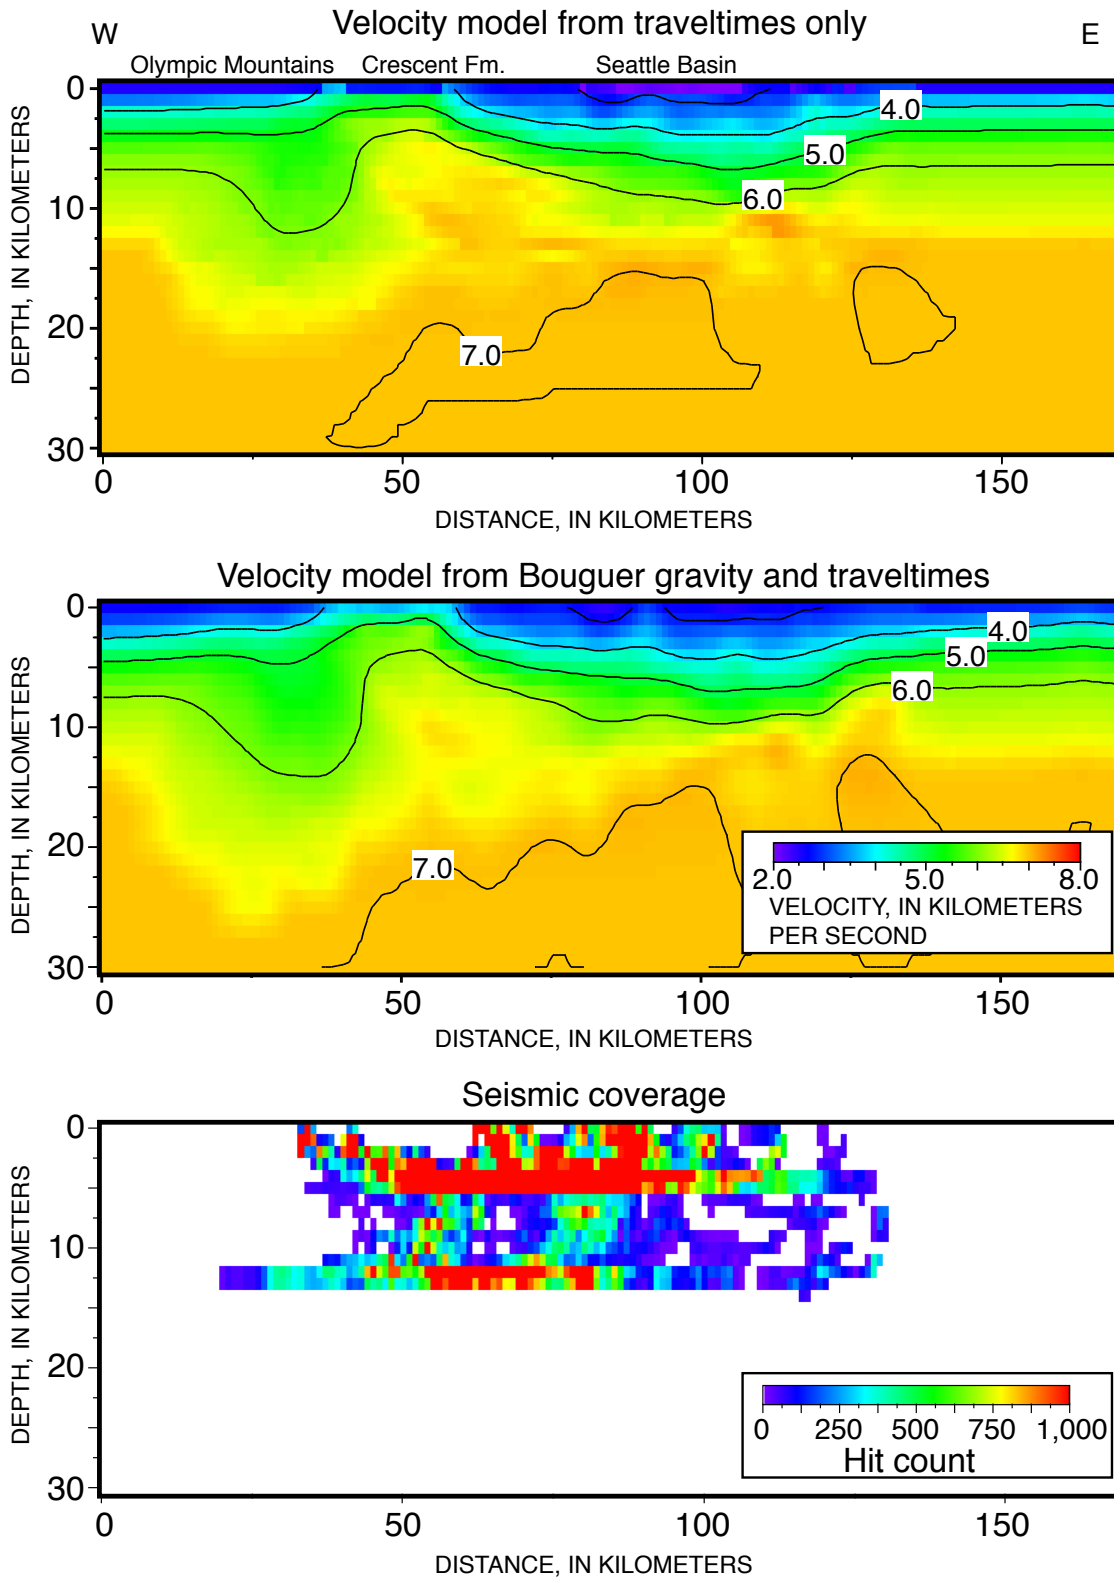 Velocity model from traveltimes only
W
E
Olympic Mountains
Crescent Fm.
Seattle Basin
DEPTH, IN KILOMETERS
0
10
20
30
4.0
5.0
6.0
7.0
0
50
100
150
DISTANCE, IN KILOMETERS
Velocity model from Bouguer gravity and traveltimes
DEPTH, IN KILOMETERS
0
10
20
30
4.0
5.0
6.0
7.0
2.0
5.0
8.0
VELOCITY, IN KILOMETERS
PER SECOND
0
50
100
150
DISTANCE, IN KILOMETERS
Seismic coverage
DEPTH, IN KILOMETERS
0
10
20
30
0
250
500
750
1,000
Hit count
0
50
100
150
DISTANCE, IN KILOMETERS